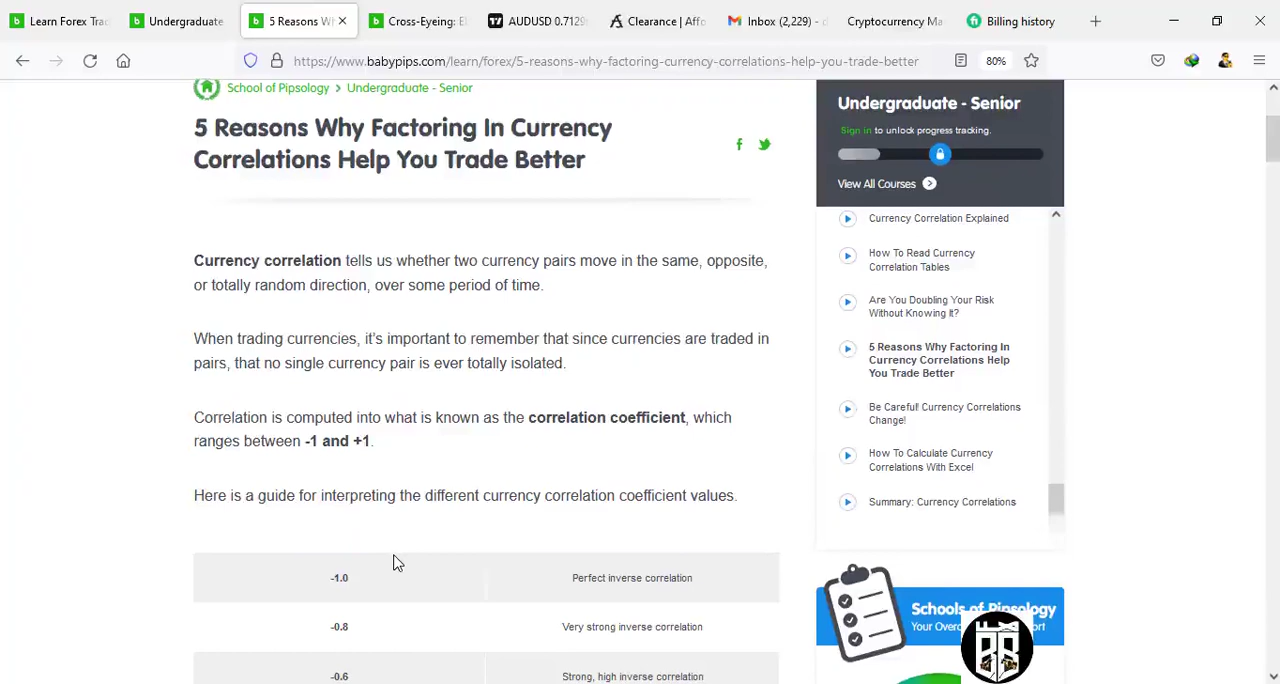 Learn Forex Tra
Undergraduate
5 Reasons Wh
Cross-Eyeing: E
AUDUSD 0.7129
Clearance | Affo
Inbox (2,229) - d
Cryptocurrency Ma
Billing history
https://www.babypips.com/learn/forex/5-reasons-why-factoring-currency-correlations-help-you-trade-better
80%
School of Pipsology > Undergraduate - Senior
5 Reasons Why Factoring In Currency
Correlations Help You Trade Better
Currency correlation tells us whether two currency pairs move in the same, opposite,
or totally random direction, over some period of time.
When trading currencies, it's important to remember that since currencies are traded in
pairs, that no single currency pair is ever totally isolated.
Correlation is computed into what is known as the correlation coefficient, which
ranges between -1 and +1.
Here is a guide for interpreting the different currency correlation coefficient values.
-1.0 Perfect inverse correlation
-0.8 Very strong inverse correlation
-0.6 Strong, high inverse correlation
Undergraduate - Senior
Sign in to unlock progress tracking.
View All Courses
Currency Correlation Explained
How To Read Currency
Correlation Tables
Are You Doubling Your Risk
Without Knowing It?
5 Reasons Why Factoring In
Currency Correlations Help
You Trade Better
Be Careful! Currency Correlations
Change!
How To Calculate Currency
Correlations With Excel
Summary: Currency Correlations
Schools of Pipsology
Your Over